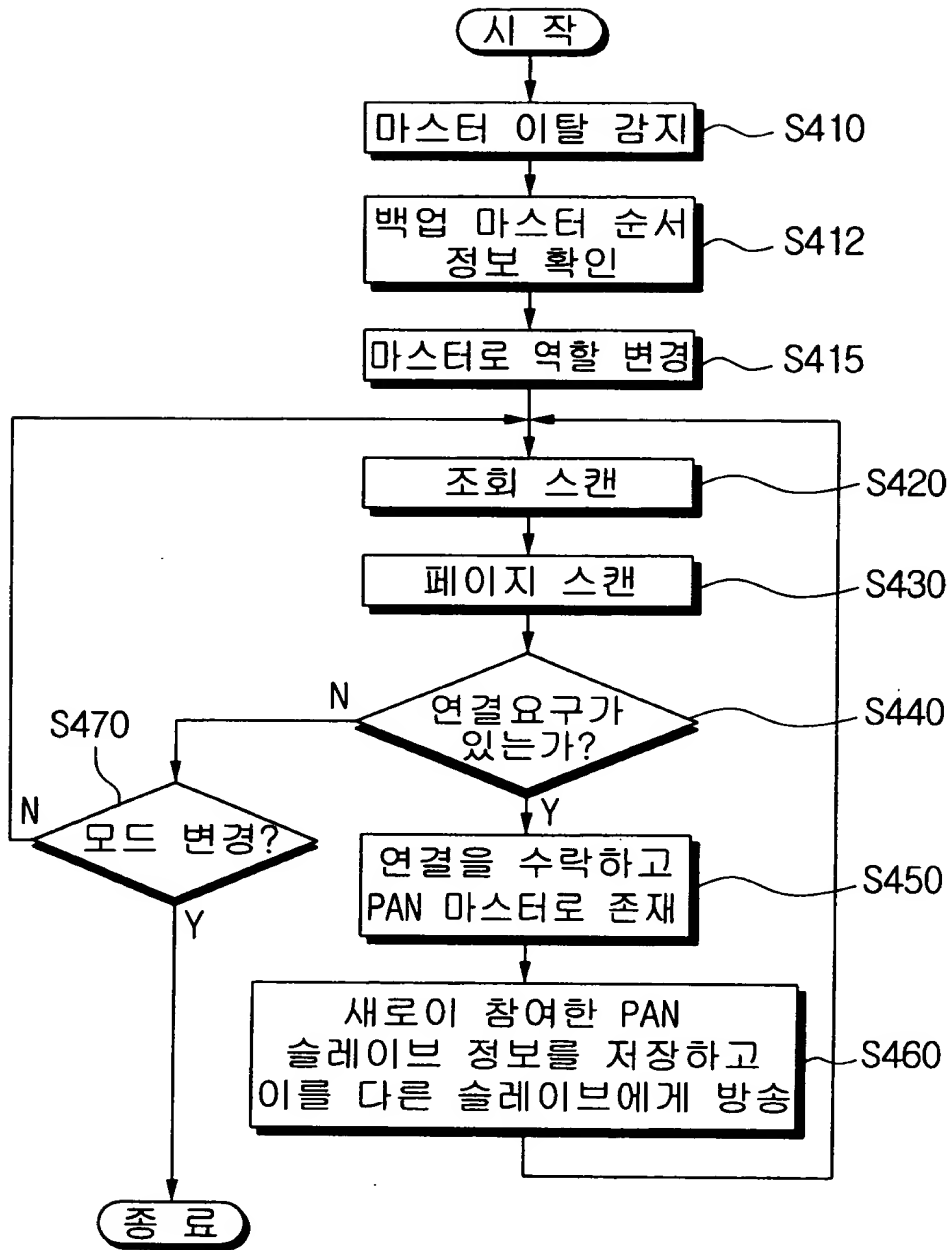 시 작
마스터 이탈 감지
S410
백업 마스터 순서
정보 확인
S412
마스터로 역할 변경
S415
조회 스캔
S420
페이지 스캔
S430
연결요구가
있는가?
S440
N
Y
S470
모드 변경?
N
Y
연결을 수락하고
PAN 마스터로 존재
S450
새로이 참여한 PAN
슬레이브 정보를 저장하고
이를 다른 슬레이브에게 방송
S460
종 료